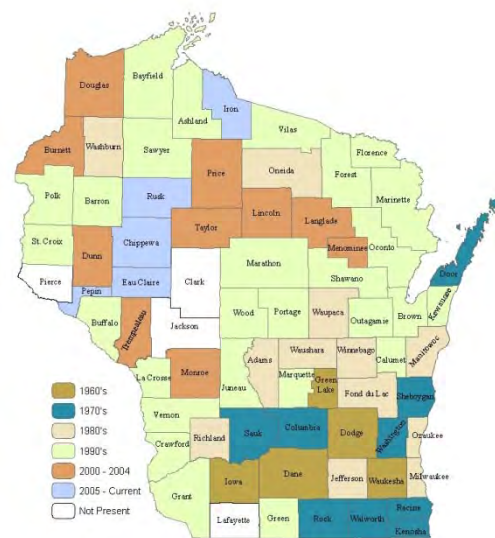 Douglas
Bayfield
Iron
Ashland
Vilas
Burnett
Washburn
Sawyer
Price
Oneida
Florence
Forest
Marinette
Polk
Barron
Rusk
Lincoln
Langlade
Taylor
Menominee
Oconto
St. Croix
Dunn
Chippewa
Marathon
Door
Shawano
Pierce
Pepin
Eau Claire
Clark
Kewaunee
Buffalo
Trempealeau
Jackson
Wood
Portage
Waupaca
Outagamie
Brown
Manitowoc
La Crosse
Monroe
Juneau
Adams
Waushara
Winnebago
Calumet
Marquette
Green
Lake
Fond du Lac
Sheboygan
Vernon
Crawford
Richland
Sauk
Columbia
Dodge
Washington
Ozaukee
Grant
Iowa
Dane
Jefferson
Waukesha
Milwaukee
Lafayette
Green
Rock
Walworth
Racine
Kenosha
1960's
1970's
1980's
1990's
2000 - 2004
2005 - Current
Not Present